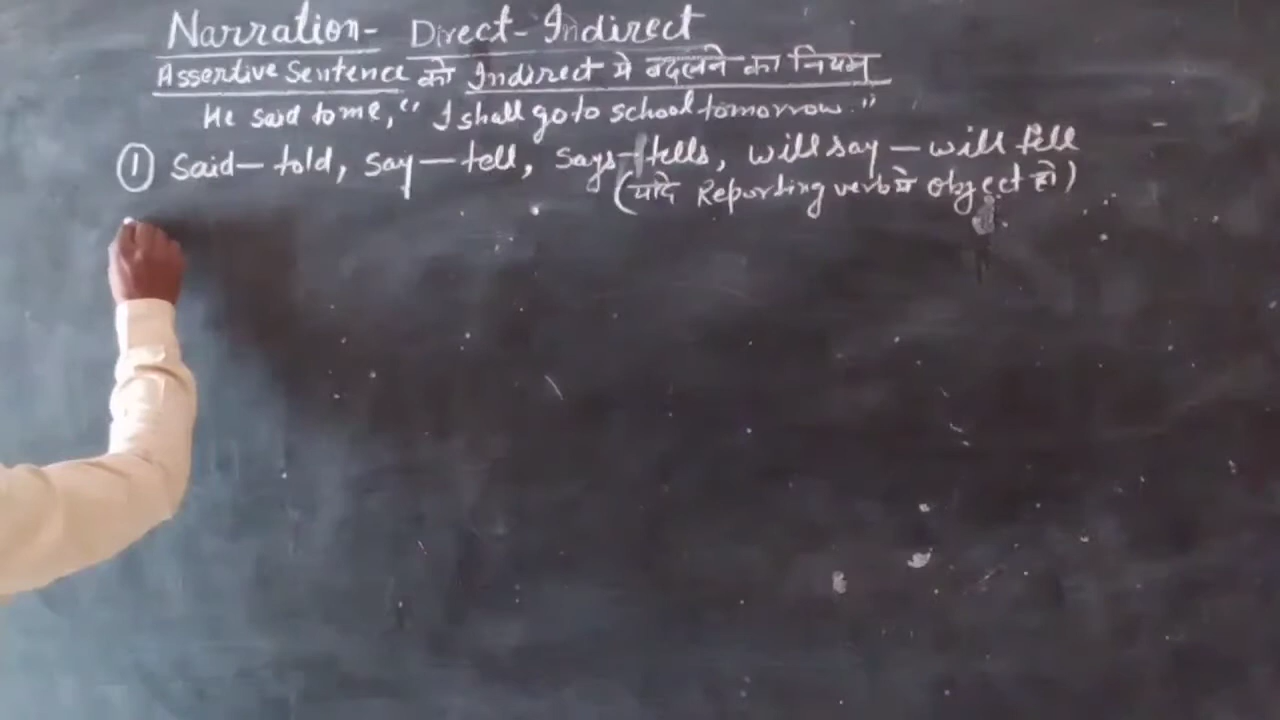 Narration- Direct-Indirect
Assertive Sentence को Indirect मे बदलने का नियम
He said to me, “I shall go to school tomorrow.”
① Said—told, say—tell, says—tells, will say—will tell
(यदि Reporting verb मे object हो)